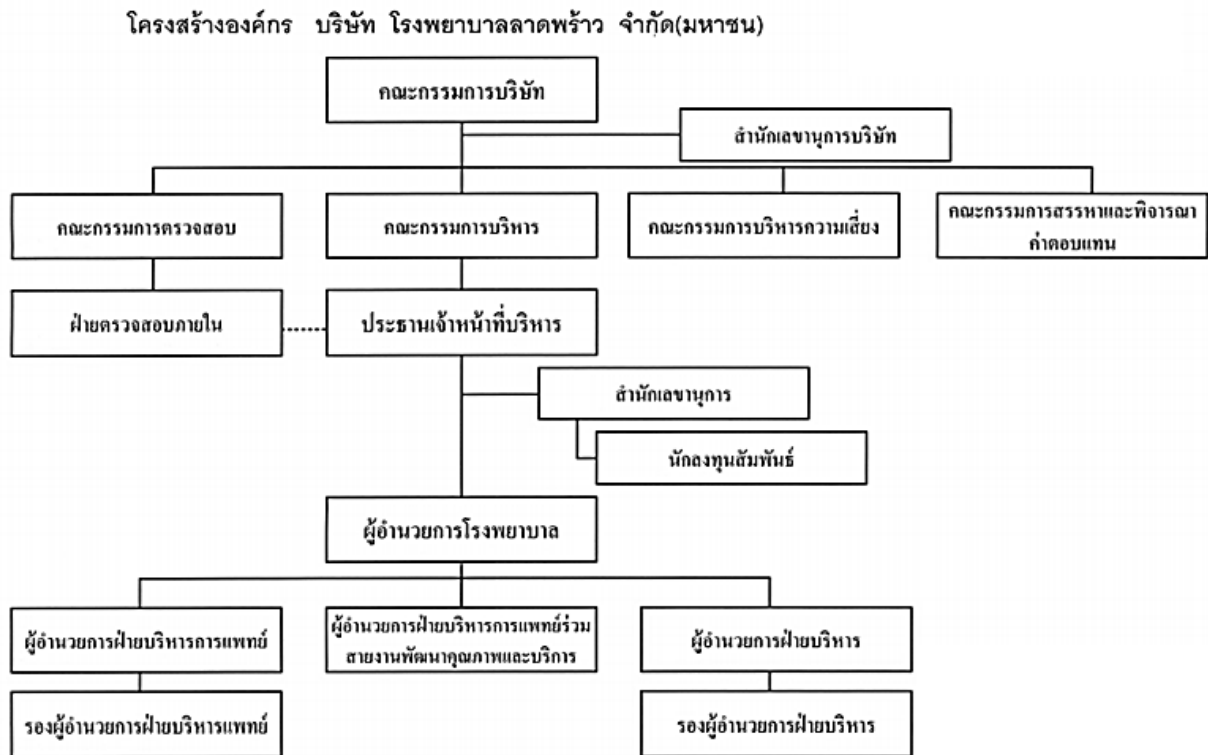 โครงสร้างองค์กร บริษัท โรงพยาบาลลาดพร้าว จำกัด(มหาชน)
คณะกรรมการบริษัท
สำนักเลขานุการบริษัท
คณะกรรมการตรวจสอบ
คณะกรรมการบริหาร
คณะกรรมการบริหารความเสี่ยง
คณะกรรมการสรรหาและพิจารณา
ค่าตอบแทน
ฝ่ายตรวจสอบภายใน
ประธานเจ้าหน้าที่บริหาร
สำนักเลขานุการ
นักลงทุนสัมพันธ์
ผู้อำนวยการโรงพยาบาล
ผู้อำนวยการฝ่ายบริหารการแพทย์
ผู้อำนวยการฝ่ายบริหารการแพทย์ร่วม
สายงานพัฒนาคุณภาพและบริการ
ผู้อำนวยการฝ่ายบริหาร
รองผู้อำนวยการฝ่ายบริหารแพทย์
รองผู้อำนวยการฝ่ายบริหาร